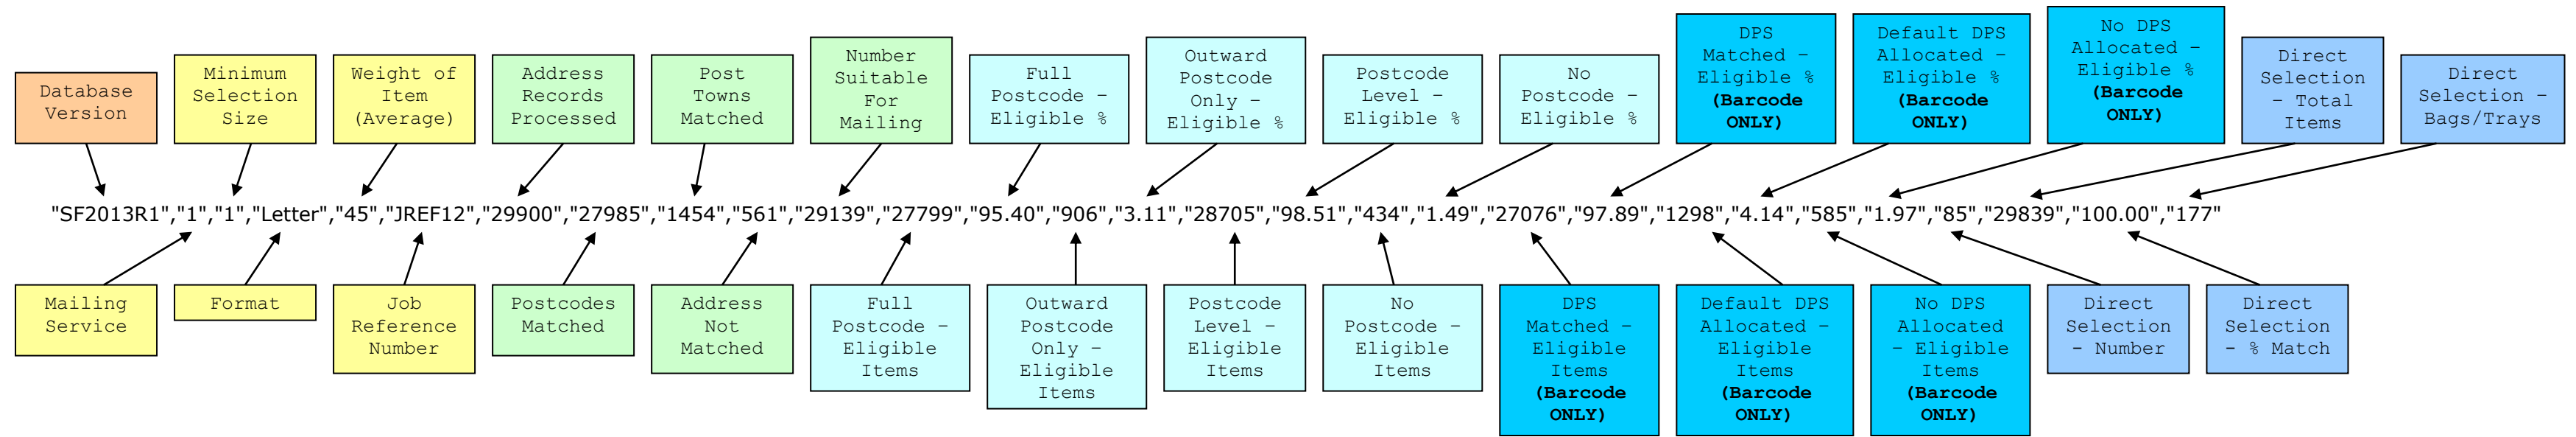 Database
Version
Minimum
Selection
Size
Weight of
Item
(Average)
Address
Records
Processed
Post
Towns
Matched
Number
Suitable
For
Mailing
Full
Postcode –
Eligible %
Outward
Postcode
Only –
Eligible %
Postcode
Level –
Eligible %
No
Postcode –
Eligible %
DPS
Matched –
Eligible %
(Barcode
ONLY)
Default DPS
Allocated –
Eligible %
(Barcode
ONLY)
No DPS
Allocated –
Eligible %
(Barcode
ONLY)
Direct
Selection
– Total
Items
Direct
Selection –
Bags/Trays
"SF2013R1","1","1","Letter","45","JREF12","29900","27985","1454","561","29139","27799","95.40","906","3.11","28705","98.51","434","1.49","27076","97.89","1298","4.14","585","1.97","85","29839","100.00","177"
Mailing
Service
Format
Job
Reference
Number
Postcodes
Matched
Address
Not
Matched
Full
Postcode –
Eligible
Items
Outward
Postcode
Only –
Eligible
Items
Postcode
Level –
Eligible
Items
No
Postcode –
Eligible
Items
DPS
Matched –
Eligible
Items
(Barcode
ONLY)
Default DPS
Allocated –
Eligible
Items
(Barcode
ONLY)
No DPS
Allocated
– Eligible
Items
(Barcode
ONLY)
Direct
Selection
- Number
Direct
Selection
- % Match